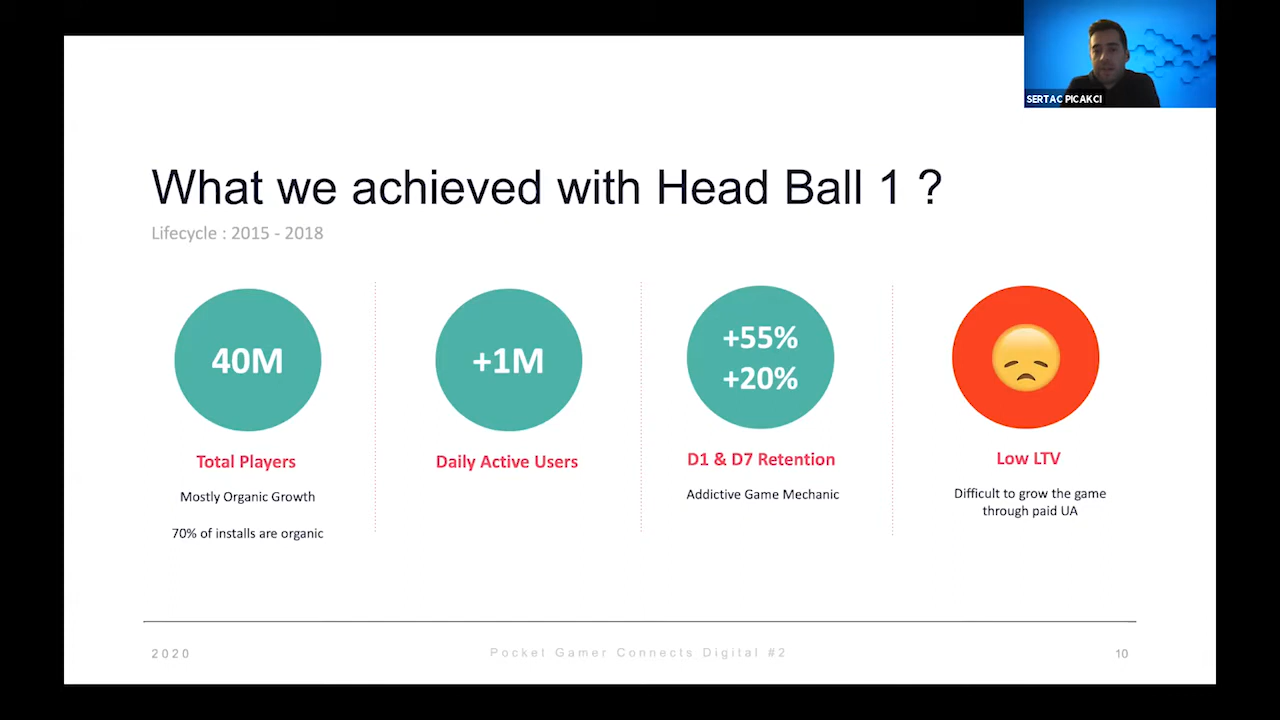 SERTAC PICAKCI
What we achieved with Head Ball 1 ?
Lifecycle : 2015 - 2018
40M
Total Players
Mostly Organic Growth
70% of installs are organic
+1M
Daily Active Users
+55%
+20%
D1 & D7 Retention
Addictive Game Mechanic
Low LTV
Difficult to grow the game
through paid UA
2020
Pocket Gamer Connects Digital #2
10